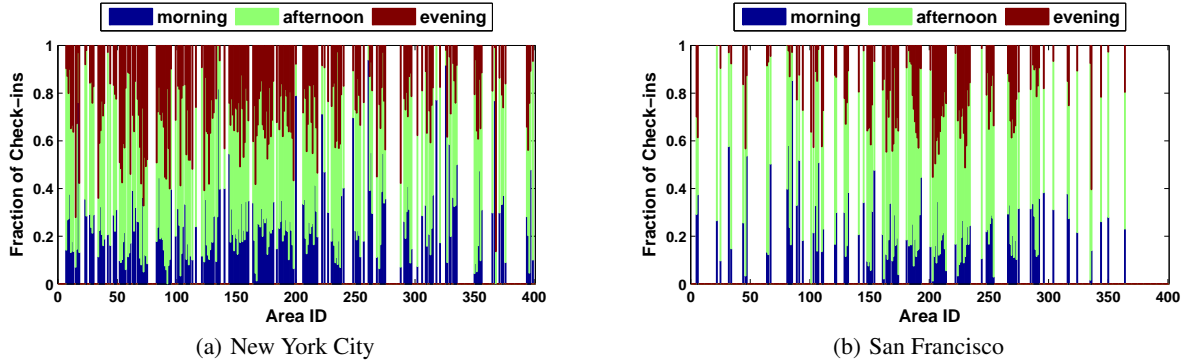 morning afternoon evening
1
0.8
0.6
0.4
0.2
0
Fraction of Check-ins
0 50 100 150 200 250 300 350 400
Area ID
(a) New York City
morning afternoon evening
1
0.8
0.6
0.4
0.2
0
Fraction of Check-ins
0 50 100 150 200 250 300 350 400
Area ID
(b) San Francisco